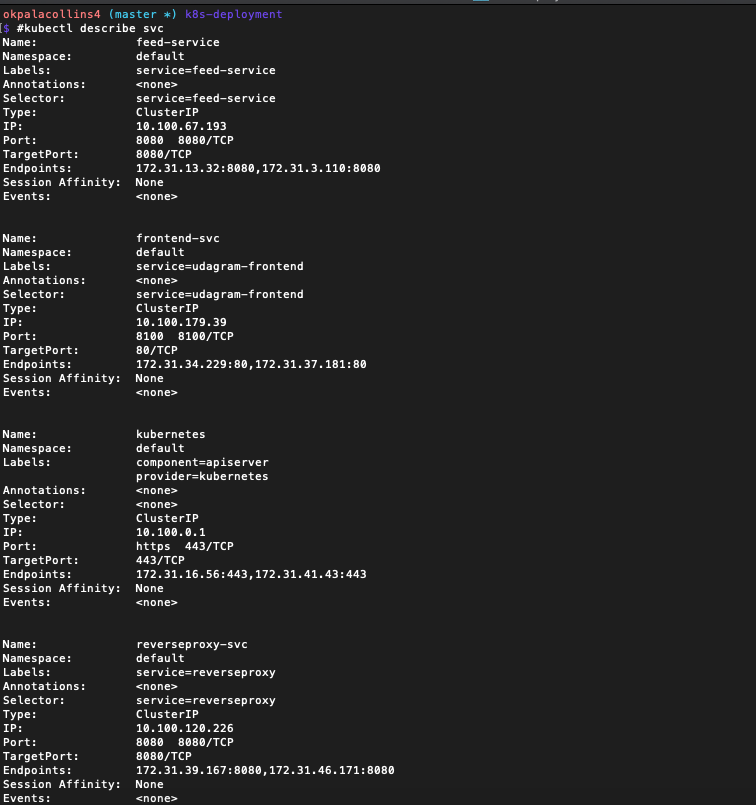 okpalacollins4 (master *) k8s-deployment
[$ #kubectl describe svc
Name: feed-service
Namespace: default
Labels: service=feed-service
Annotations: <none>
Selector: service=feed-service
Type: ClusterIP
IP: 10.100.67.193
Port: 8080 8080/TCP
TargetPort: 8080/TCP
Endpoints: 172.31.13.32:8080,172.31.3.110:8080
Session Affinity: None
Events: <none>
Name: frontend-svc
Namespace: default
Labels: service=udagram-frontend
Annotations: <none>
Selector: service=udagram-frontend
Type: ClusterIP
IP: 10.100.179.39
Port: 8100 8100/TCP
TargetPort: 80/TCP
Endpoints: 172.31.34.229:80,172.31.37.181:80
Session Affinity: None
Events: <none>
Name: kubernetes
Namespace: default
Labels: component=apiserver
provider=kubernetes
Annotations: <none>
Selector: <none>
Type: ClusterIP
IP: 10.100.0.1
Port: https 443/TCP
TargetPort: 443/TCP
Endpoints: 172.31.16.56:443,172.31.41.43:443
Session Affinity: None
Events: <none>
Name: reverseproxy-svc
Namespace: default
Labels: service=reverseproxy
Annotations: <none>
Selector: service=reverseproxy
Type: ClusterIP
IP: 10.100.120.226
Port: 8080 8080/TCP
TargetPort: 8080/TCP
Endpoints: 172.31.39.167:8080,172.31.46.171:8080
Session Affinity: None
Events: <none>